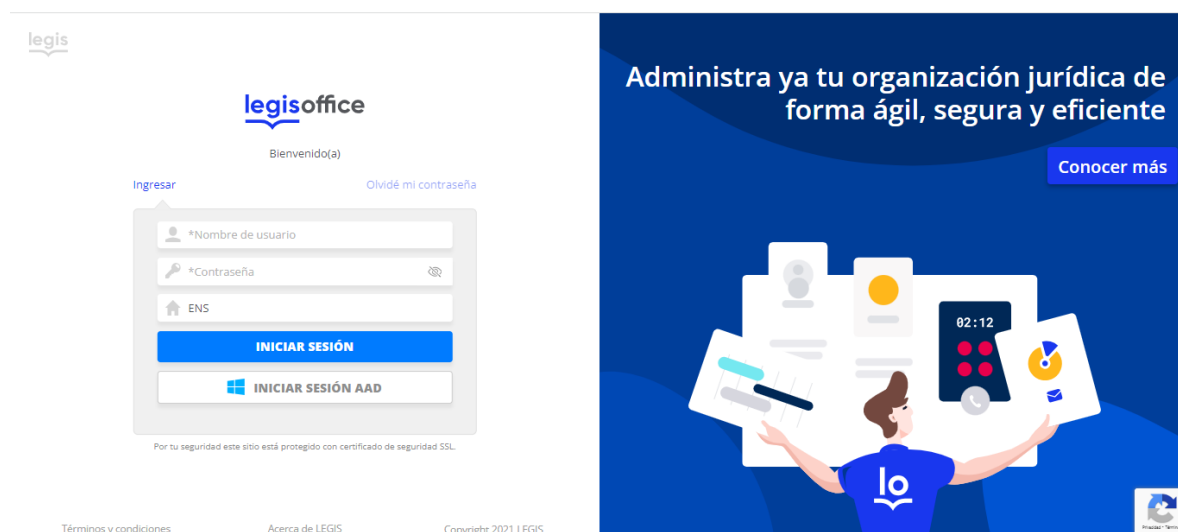 legis
legisoffice
Bienvenido(a)
Ingresar
Olvidé mi contraseña
*Nombre de usuario
*Contraseña
ENS
INICIAR SESIÓN
INICIAR SESIÓN AAD
Por tu seguridad este sitio está protegido con certificado de seguridad SSL.
Términos y condiciones
Acerca de LEGIS
Copyright 2021 LEGIS
Administra ya tu organización jurídica de
forma ágil, segura y eficiente
Conocer más
02:12
lo